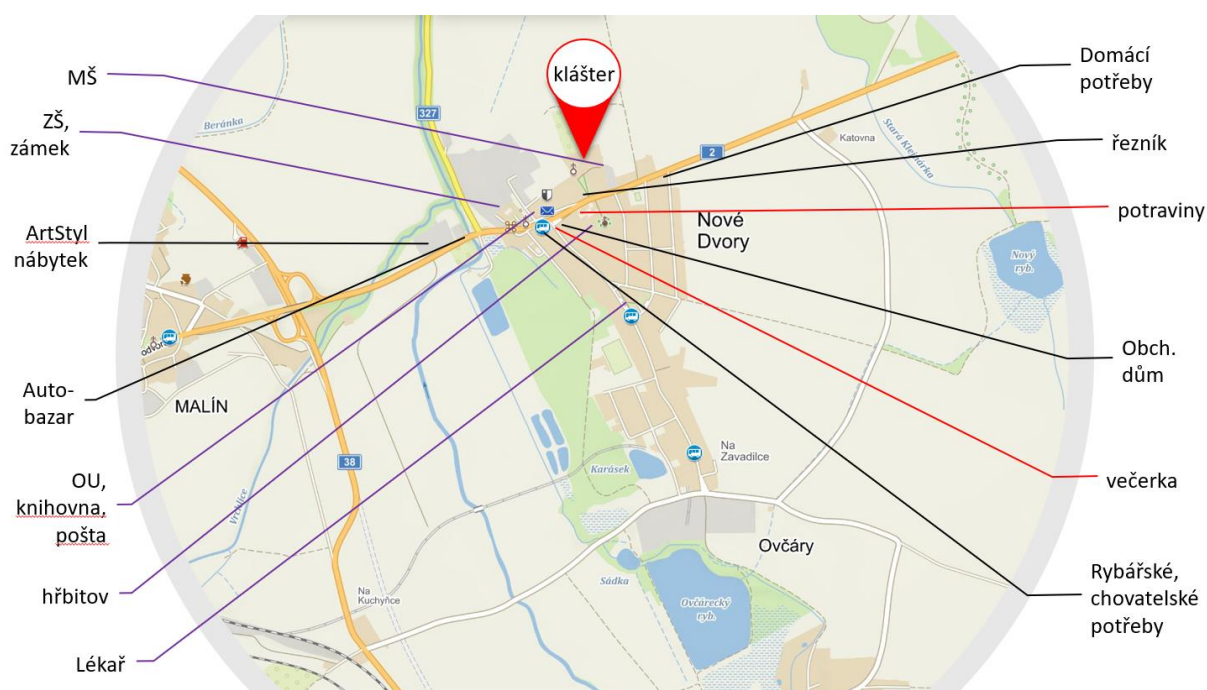 MŠ
ZŠ,
zámek
ArtStyl
nábytek
Auto-
bazar
OU,
knihovna,
pošta
hřbitov
Lékař
klášter
Beránka
327
2
Katovna
Stará Klejnárka
Nové
Dvory
Nový
ryb.
MALÍN
38
Vrchlice
Na
Kuchyňce
Karásek
Na
Zavadilce
Ovčáry
Sádka
Ovčárecký
ryb.
Domácí
potřeby
řezník
potraviny
Obch.
dům
večerka
Rybářské,
chovatelské
potřeby